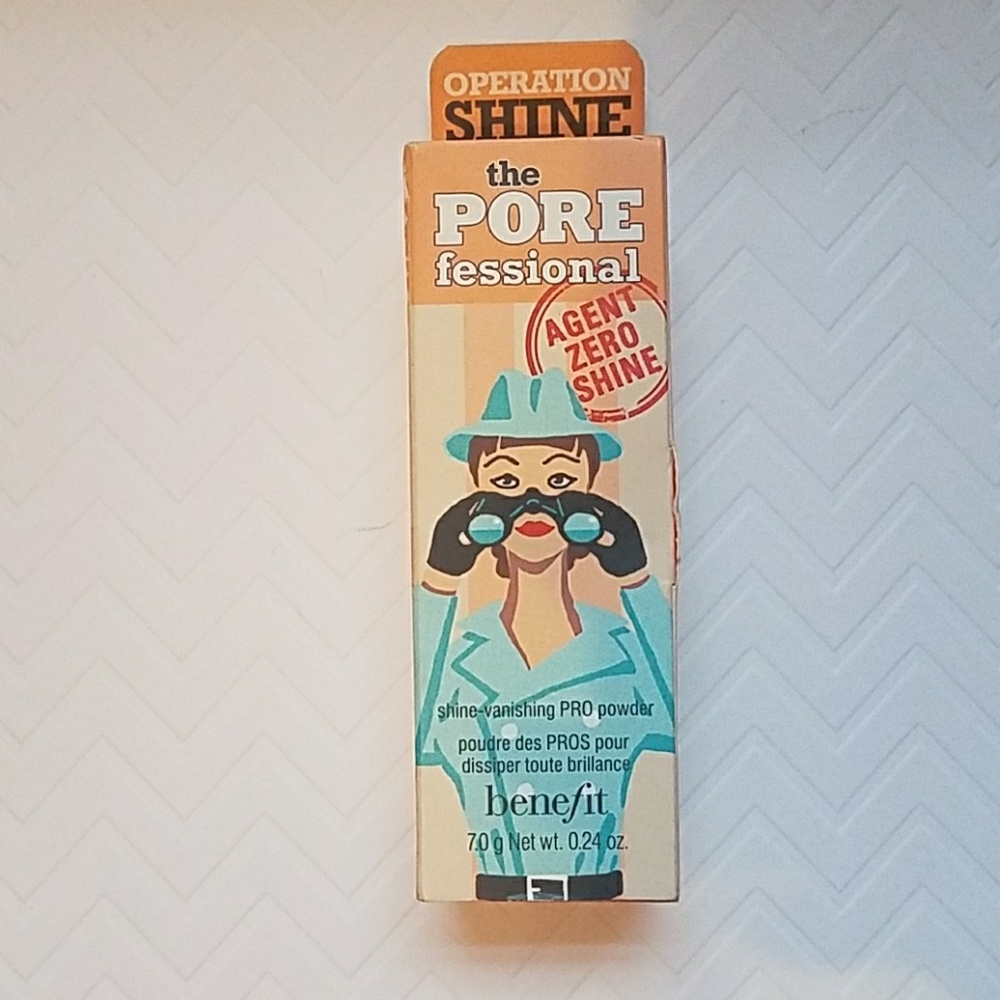 OPERATION
SHINE
the
PORE
fessional
AGENT
ZERO
SHINE
shine-vanishing PRO powder
poudre des PROS pour
dissiper toute brillance
benefit
7.0 g Net wt. 0.24 oz.